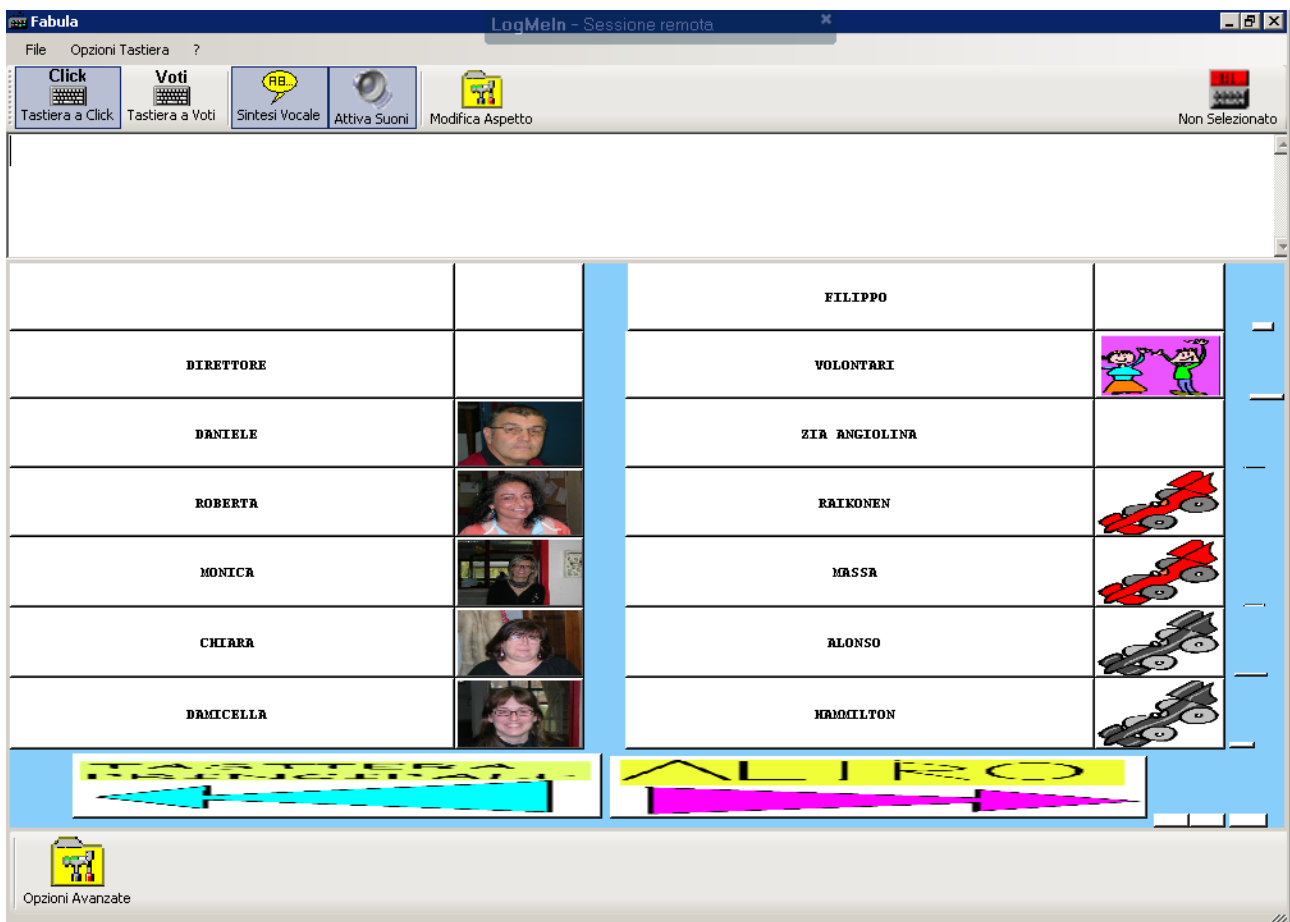 Fabula
LogMeIn - Sessione remota
File Opzioni Tastiera ?
Click
Tastiera a Click
Voti
Tastiera a Voti
AB...
Sintesi Vocale
Attiva Suoni
Modifica Aspetto
Non Selezionato
FILIPPO
DIRETTORE
VOLONTARI
DANIELE
ZIA ANGIOLINA
ROBERTA
RAIKONEN
MONICA
MASSA
CHIARA
ALONSO
DAMICELLA
HAMMILTON
TASTIERA
PRINCIPALE
ALTRO
Opzioni Avanzate